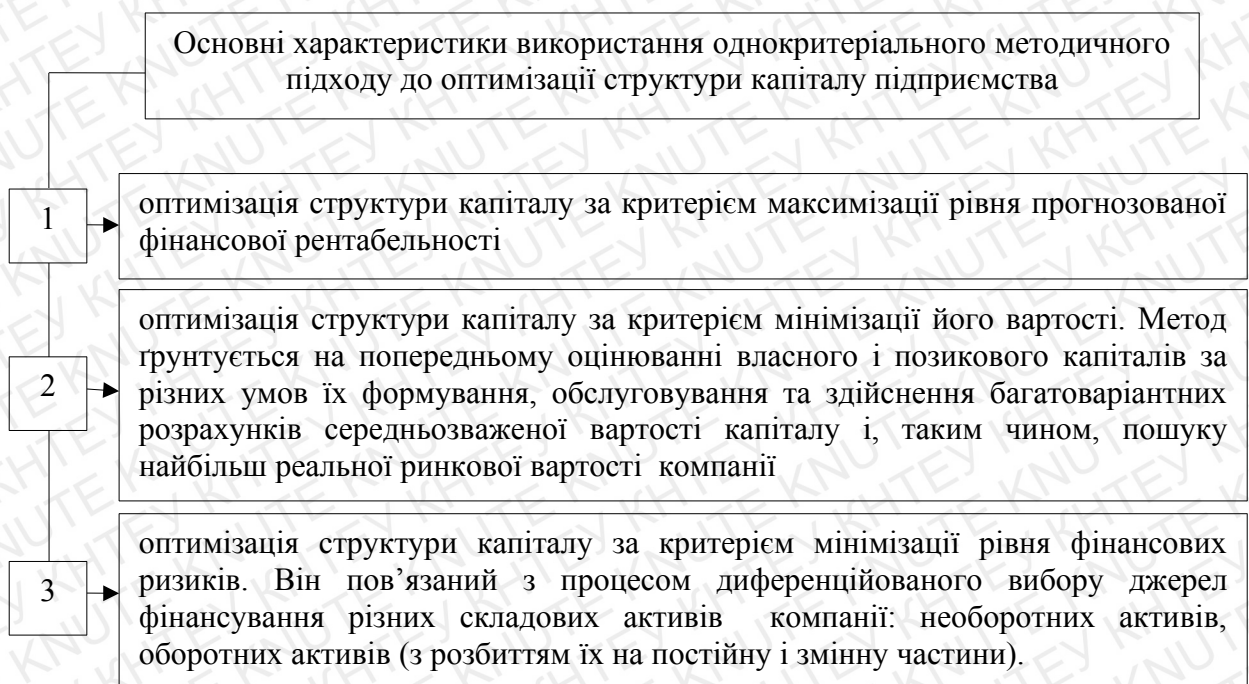 Основні характеристики використання однокритеріального методичного
підходу до оптимізації структури капіталу підприємства
1
оптимізація структури капіталу за критерієм максимізації рівня прогнозованої
фінансової рентабельності
2
оптимізація структури капіталу за критерієм мінімізації його вартості. Метод
ґрунтується на попередньому оцінюванні власного і позикового капіталів за
різних умов їх формування, обслуговування та здійснення багатоваріантних
розрахунків середньозваженої вартості капіталу і, таким чином, пошуку
найбільш реальної ринкової вартості компанії
3
оптимізація структури капіталу за критерієм мінімізації рівня фінансових
ризиків. Він пов’язаний з процесом диференційованого вибору джерел
фінансування різних складових активів компанії: необоротних активів,
оборотних активів (з розбиттям їх на постійну і змінну частини).